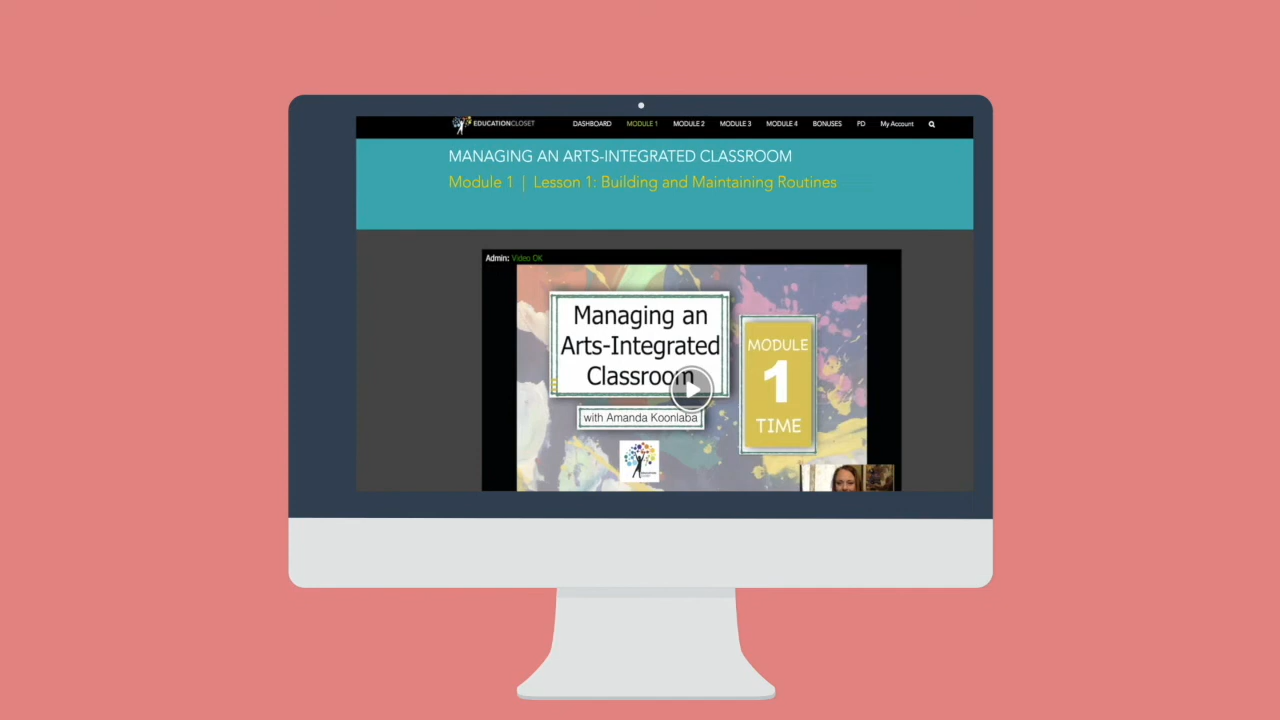 EDUCATIONCLOSET DASHBOARD MODULE 1 MODULE 2 MODULE 3 MODULE 4 BONUSES PD My Account
MANAGING AN ARTS-INTEGRATED CLASSROOM
Module 1 | Lesson 1: Building and Maintaining Routines
Admin: Video OK
Managing an
Arts-Integrated
Classroom
with Amanda Koonlaba
MODULE
1
TIME